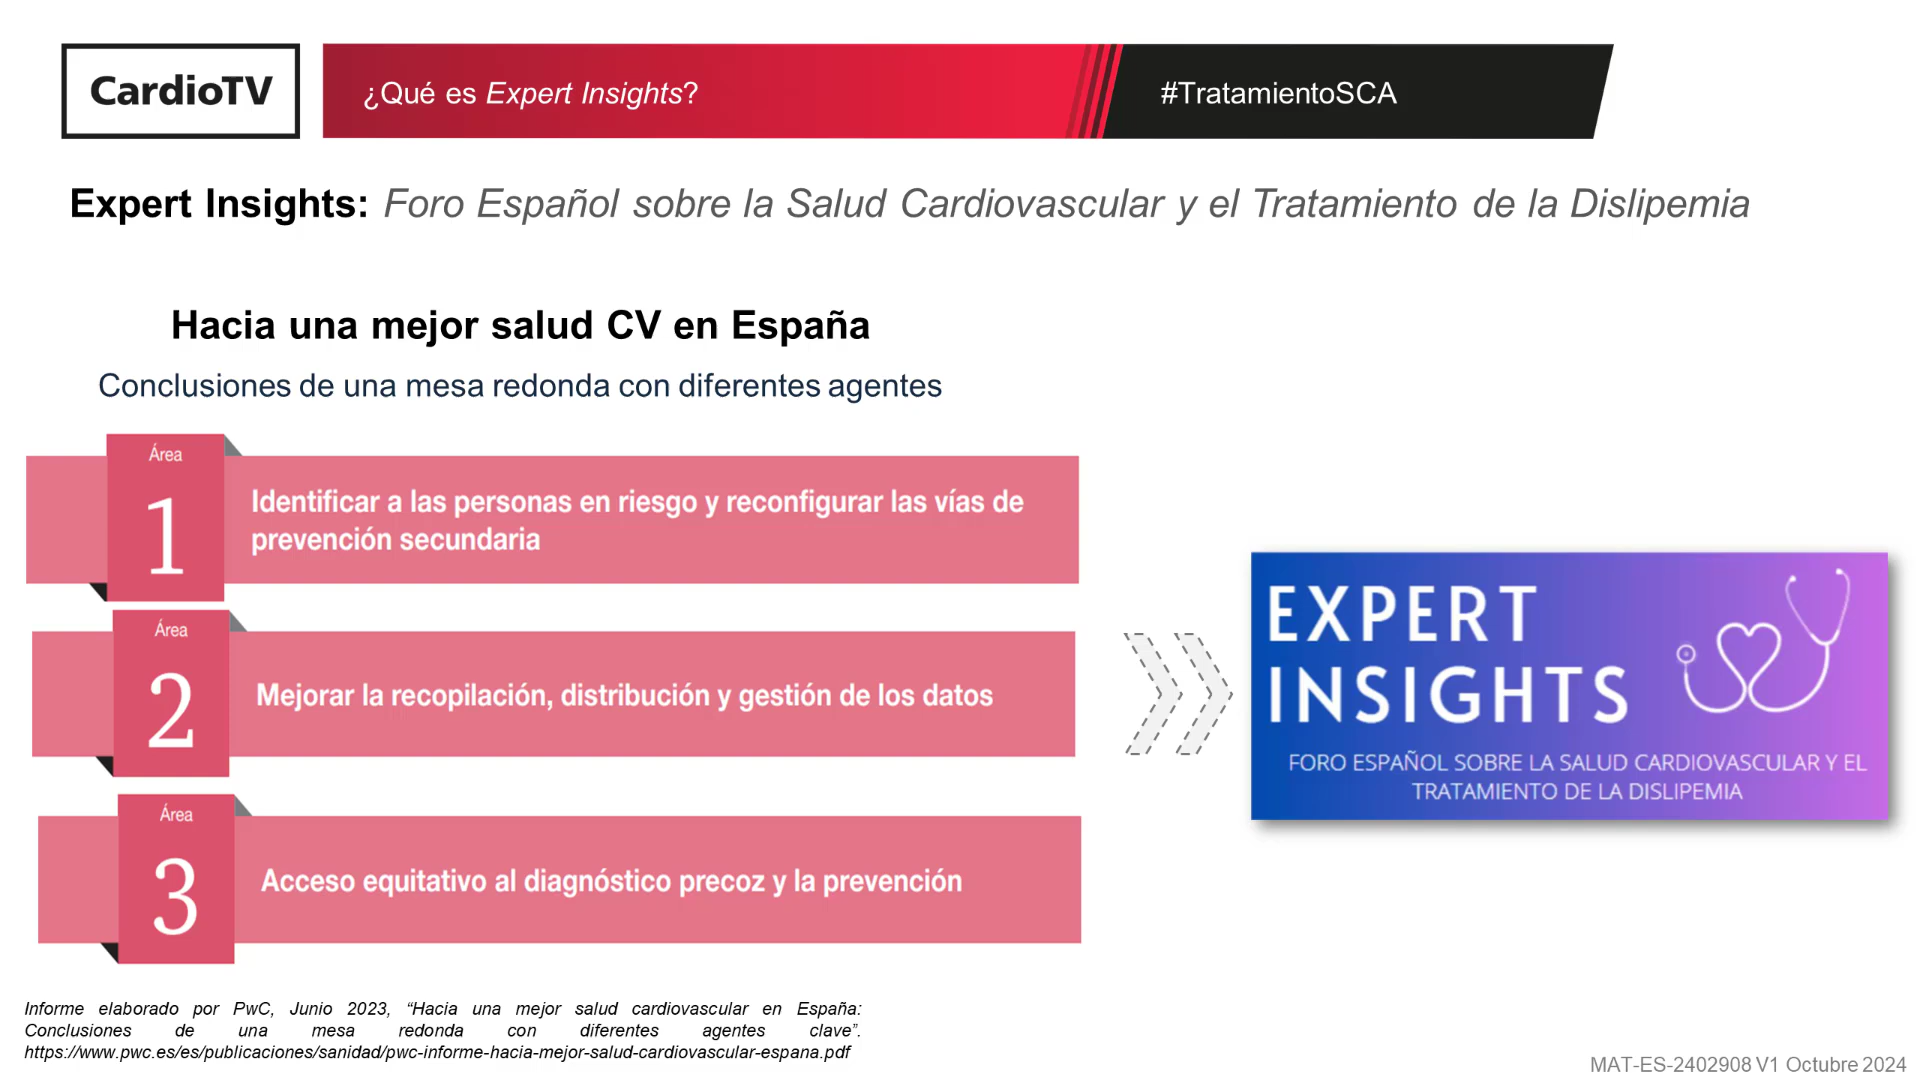 CardioTV
¿Qué es Expert Insights?
#TratamientoSCA
Expert Insights: Foro Español sobre la Salud Cardiovascular y el Tratamiento de la Dislipemia
Hacia una mejor salud CV en España
Conclusiones de una mesa redonda con diferentes agentes
Área
1
Identificar a las personas en riesgo y reconfigurar las vías de
prevención secundaria
Área
2
Mejorar la recopilación, distribución y gestión de los datos
Área
3
Acceso equitativo al diagnóstico precoz y la prevención
EXPERT
INSIGHTS
FORO ESPAÑOL SOBRE LA SALUD CARDIOVASCULAR Y EL
TRATAMIENTO DE LA DISLIPEMIA
Informe elaborado por PwC, Junio 2023, “Hacia una mejor salud cardiovascular en España:
Conclusiones de una mesa redonda con diferentes agentes clave”.
https://www.pwc.es/es/publicaciones/sanidad/pwc-informe-hacia-mejor-salud-cardiovascular-espana.pdf
MAT-ES-2402908 V1 Octubre 2024